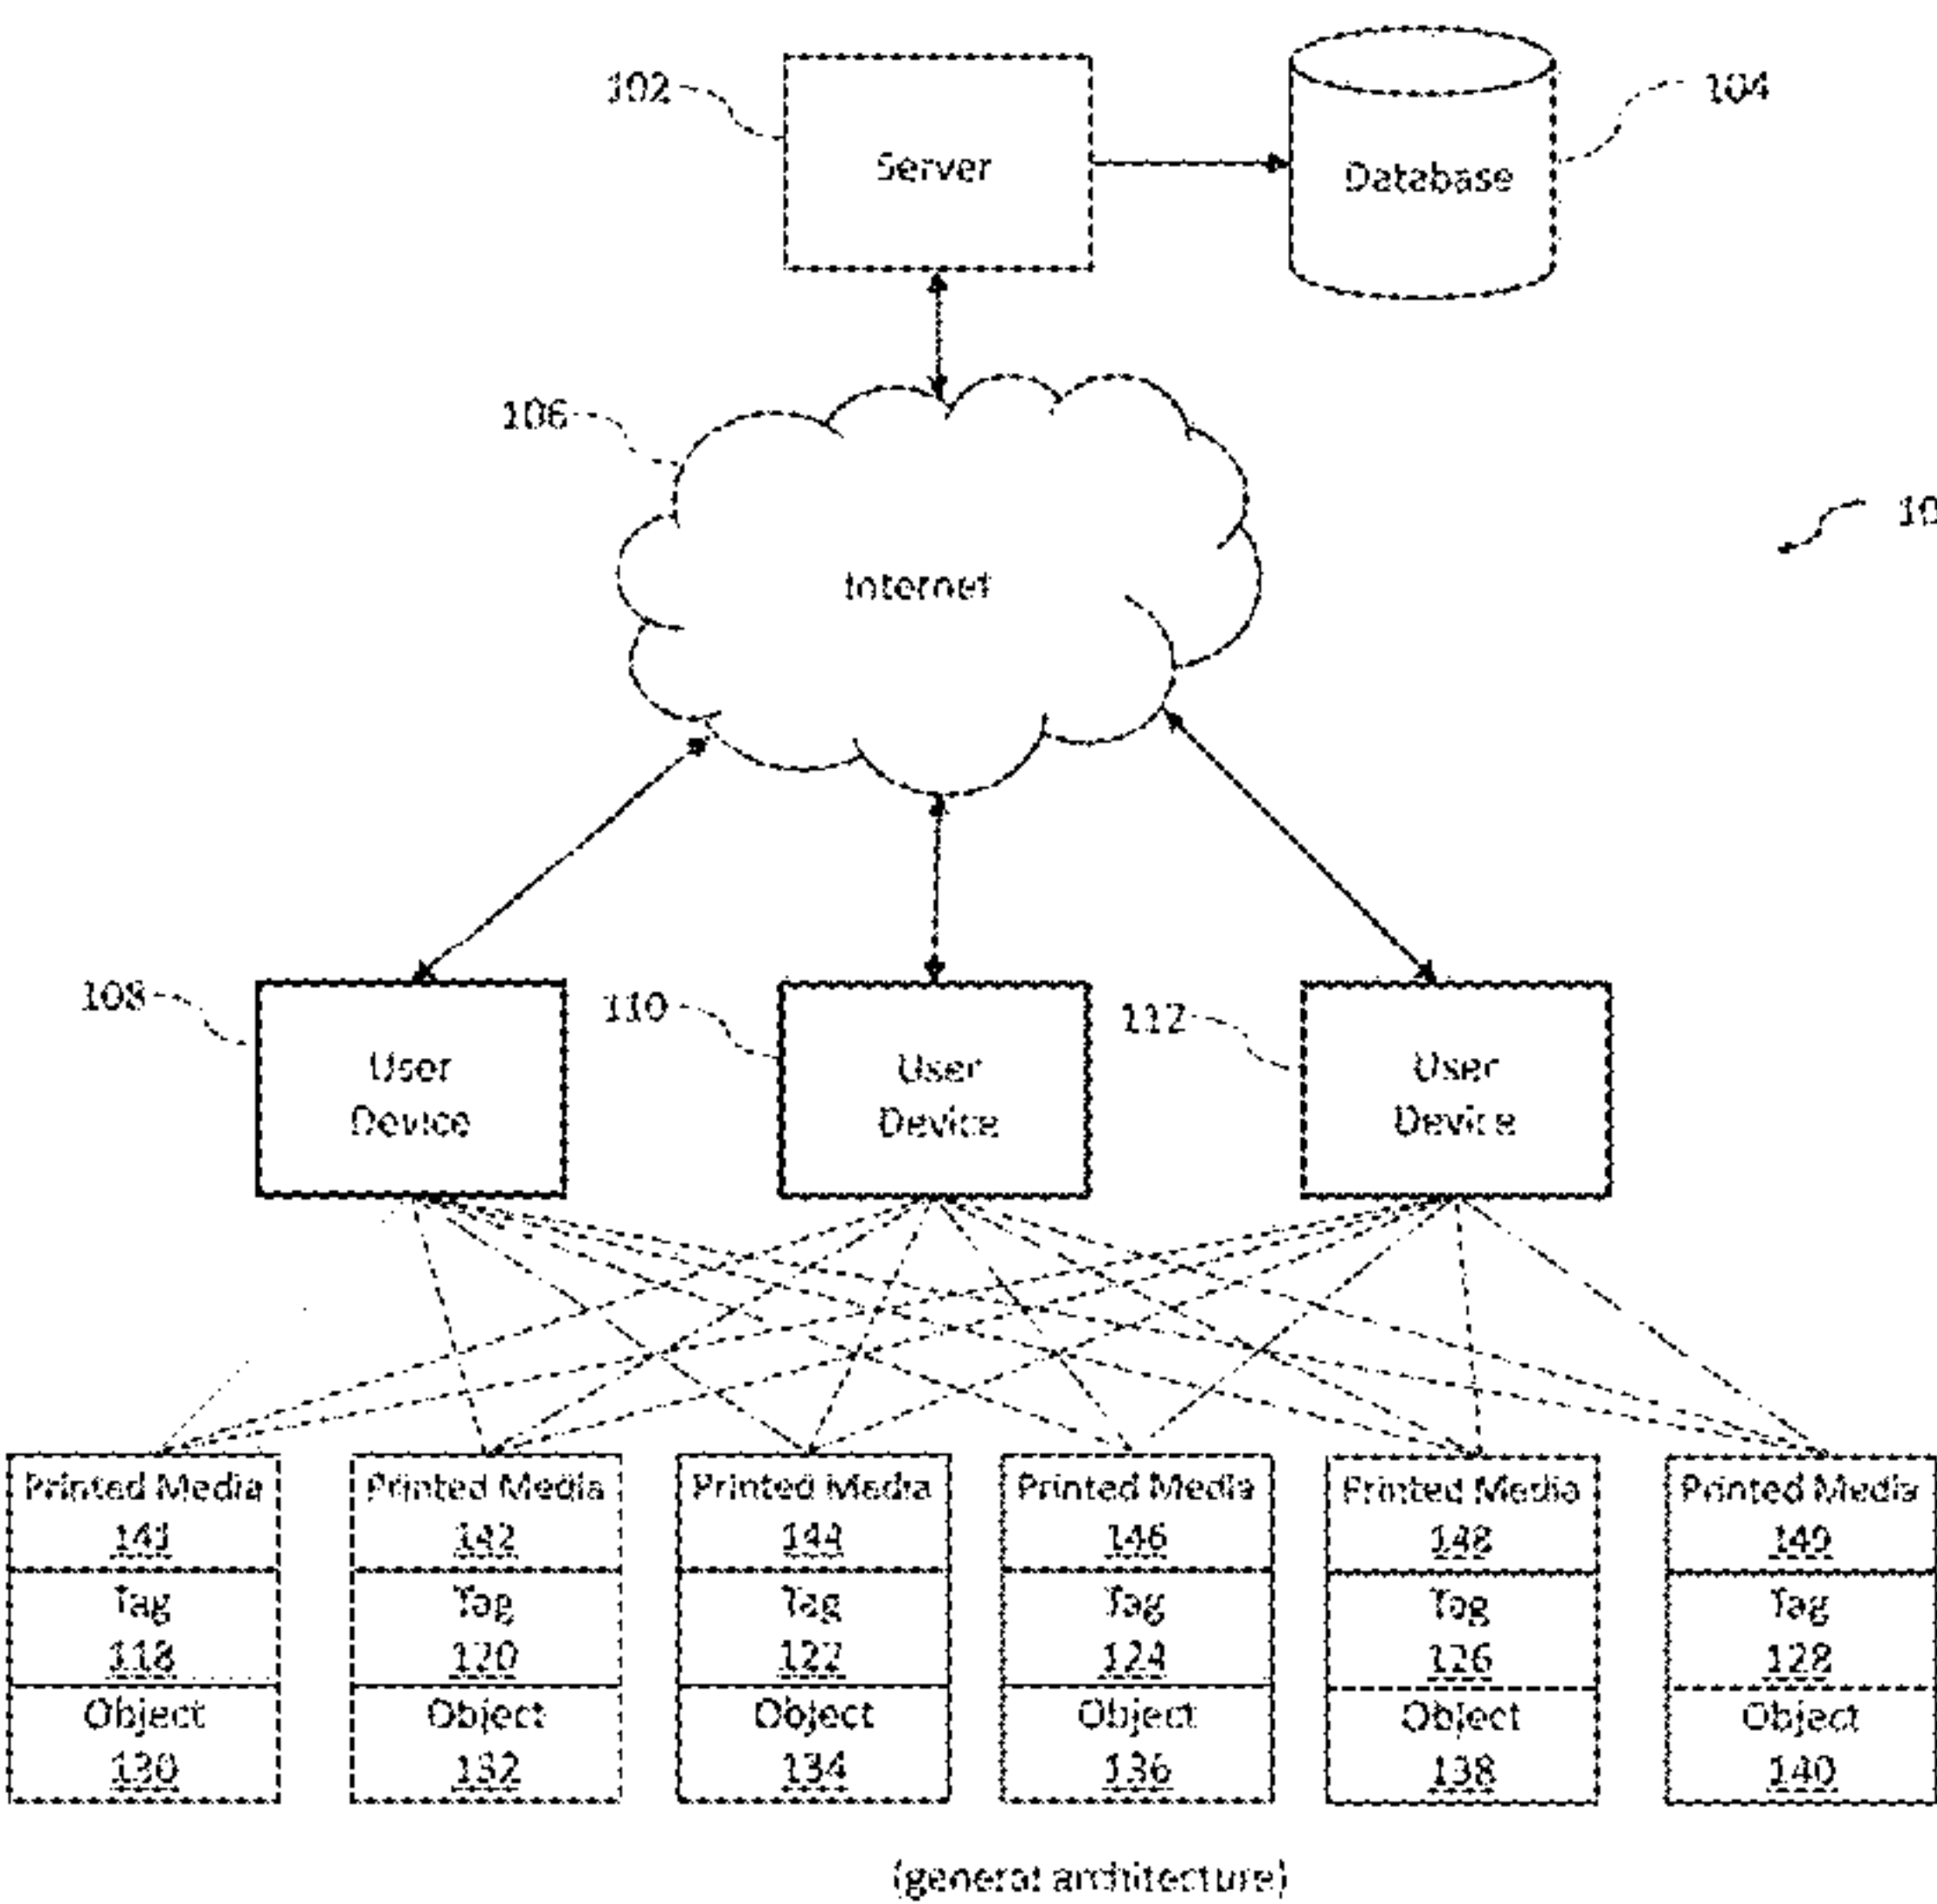 102
104
Server
Database
106
10
Internet
108
110
112
User
Device
User
Device
User
Device
Printed Media
141
Tag
118
Object
130
Printed Media
142
Tag
120
Object
132
Printed Media
144
Tag
122
Object
134
Printed Media
146
Tag
124
Object
136
Printed Media
148
Tag
126
Object
138
Printed Media
149
Tag
128
Object
140
(general architecture)